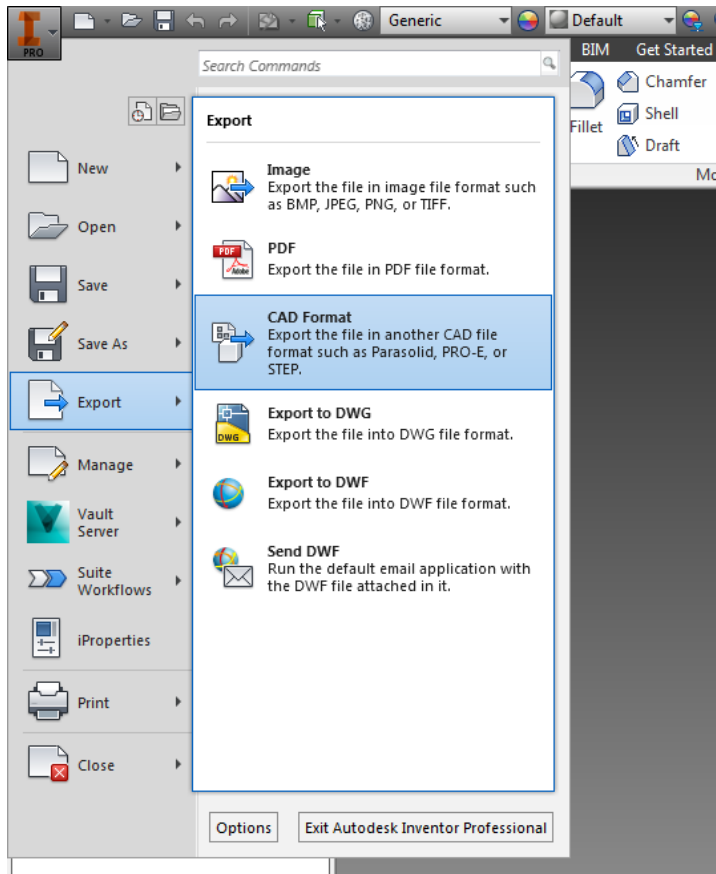 Generic
Default
PRO
BIM
Get Started
Search Commands
Chamfer
Shell
Fillet
Draft
Export
New
Image
Export the file in image file format such
as BMP, JPEG, PNG, or TIFF.
Open
PDF
PDF
Adobe
Export the file in PDF file format.
Save
CAD Format
Export the file in another CAD file
format such as Parasolid, PRO-E, or
STEP.
Save As
Export
Export to DWG
DWG
Export the file into DWG file format.
Manage
Export to DWF
Export the file into DWF file format.
Vault
Server
Send DWF
Run the default email application with
the DWF file attached in it.
Suite
Workflows
iProperties
Print
Close
Options
Exit Autodesk Inventor Professional